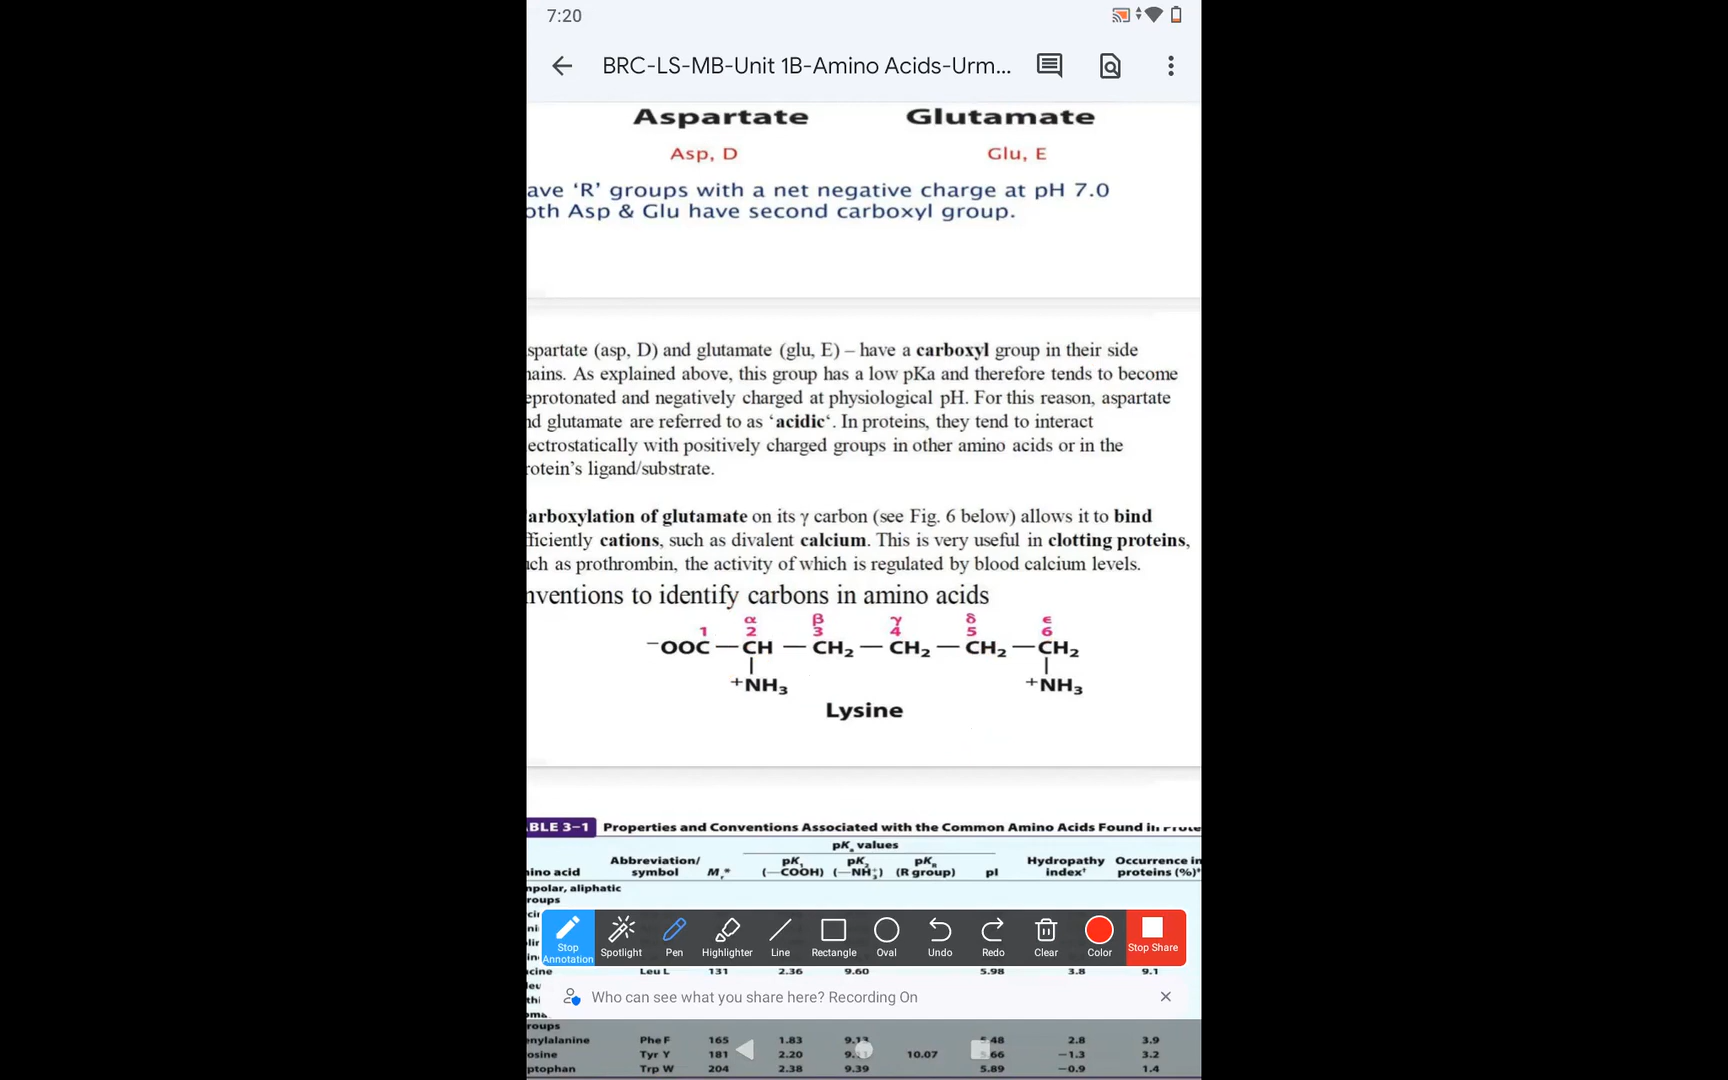 7:20
BRC-LS-MB-Unit 1B-Amino Acids-Urm...
Aspartate Glutamate
Asp, D Glu, E
ave ‘R’ groups with a net negative charge at pH 7.0
oth Asp & Glu have second carboxyl group.
spartate (asp, D) and glutamate (glu, E) – have a carboxyl group in their side
ains. As explained above, this group has a low pKa and therefore tends to become
eprotonated and negatively charged at physiological pH. For this reason, aspartate
nd glutamate are referred to as ‘acidic‘. In proteins, they tend to interact
ectrostatically with positively charged groups in other amino acids or in the
rotein’s ligand/substrate.
arboxylation of glutamate on its γ carbon (see Fig. 6 below) allows it to bind
fficiently cations, such as divalent calcium. This is very useful in clotting proteins,
uch as prothrombin, the activity of which is regulated by blood calcium levels.
nventions to identify carbons in amino acids
α β γ δ ϵ
1 2 3 4 5 6
⁻OOC — CH — CH₂ — CH₂ — CH₂ — CH₂
⁺NH₃ ⁺NH₃
Lysine
BLE 3–1 Properties and Conventions Associated with the Common Amino Acids Found in
pKa values
Abbreviation/ pK₁ pK₂ pKR Hydropathy Occurrence in
ino acid symbol Mr* (—COOH) (—NH₃⁺) (R group) pI index† proteins (%)
npolar, aliphatic
roups
Stop Annotation Spotlight Pen Highlighter Line Rectangle Oval Undo Redo Clear Color Stop Share
cine Leu L 131 2.36 9.60 5.98 3.8 9.1
Who can see what you share here? Recording On
roups
enylalanine Phe F 165 1.83 9.13 5.48 2.8 3.9
osine Tyr Y 181 2.20 10.07 5.66 −1.3 3.2
ptophan Trp W 204 2.38 9.39 5.89 −0.9 1.4